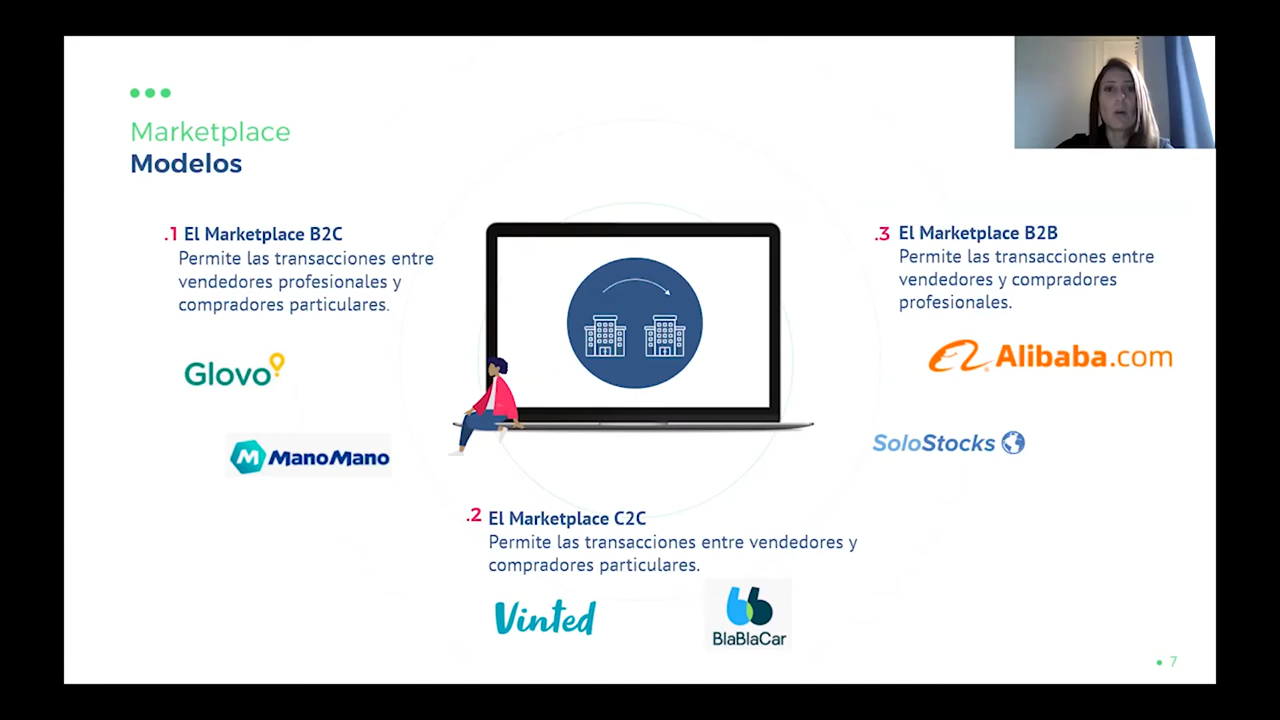 Marketplace
Modelos
.1 El Marketplace B2C
Permite las transacciones entre
vendedores profesionales y
compradores particulares.
Glovo
M ManoMano
.3 El Marketplace B2B
Permite las transacciones entre
vendedores y compradores
profesionales.
Alibaba.com
SoloStocks
.2 El Marketplace C2C
Permite las transacciones entre vendedores y
compradores particulares.
Vinted
BlaBlaCar
7